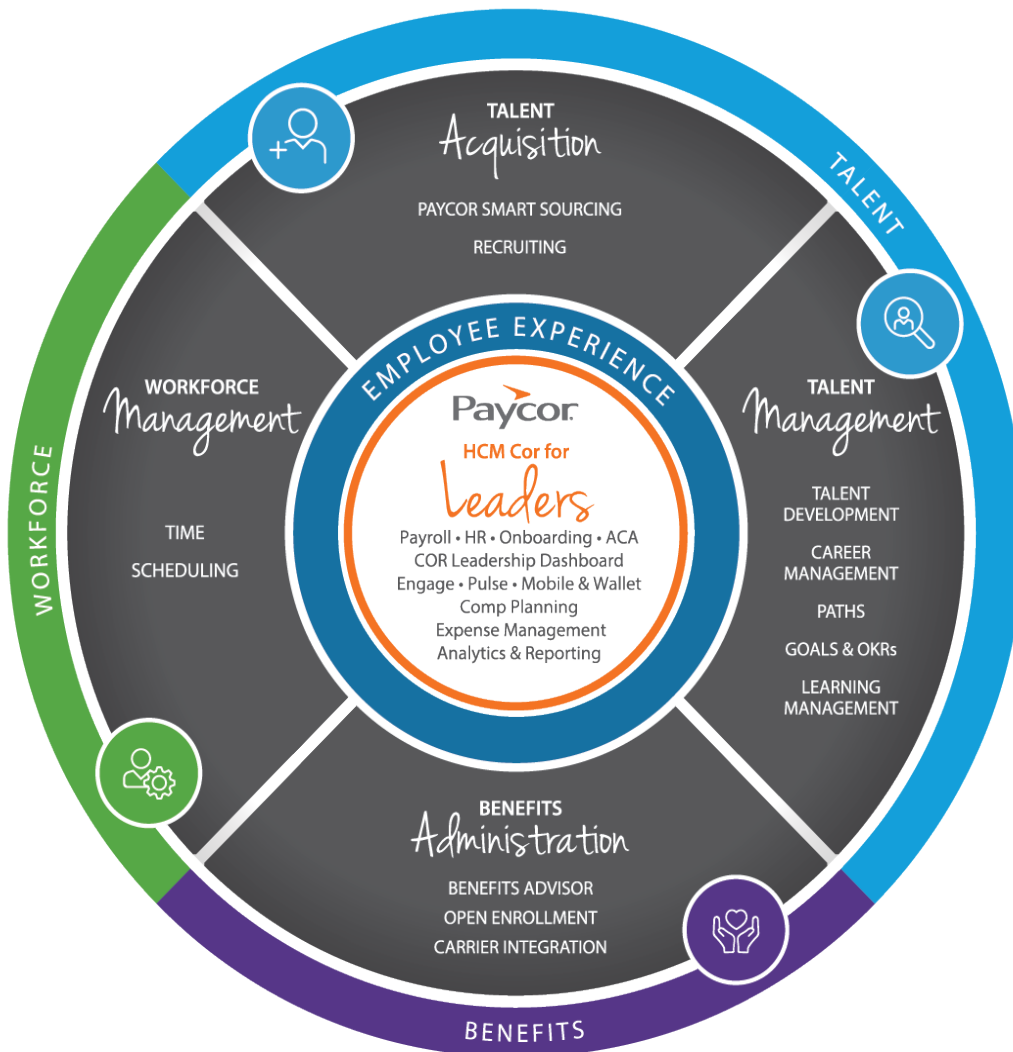 TALENT
Acquisition
PAYCOR SMART SOURCING
RECRUITING
TALENT
WORKFORCE
WORKFORCE
Management
TIME
SCHEDULING
EMPLOYEE EXPERIENCE
Paycor
HCM Cor for
Leaders
Payroll • HR • Onboarding • ACA
COR Leadership Dashboard
Engage • Pulse • Mobile & Wallet
Comp Planning
Expense Management
Analytics & Reporting
TALENT
Management
TALENT
DEVELOPMENT
CAREER
MANAGEMENT
PATHS
GOALS & OKRs
LEARNING
MANAGEMENT
BENEFITS
Administration
BENEFITS ADVISOR
OPEN ENROLLMENT
CARRIER INTEGRATION
BENEFITS